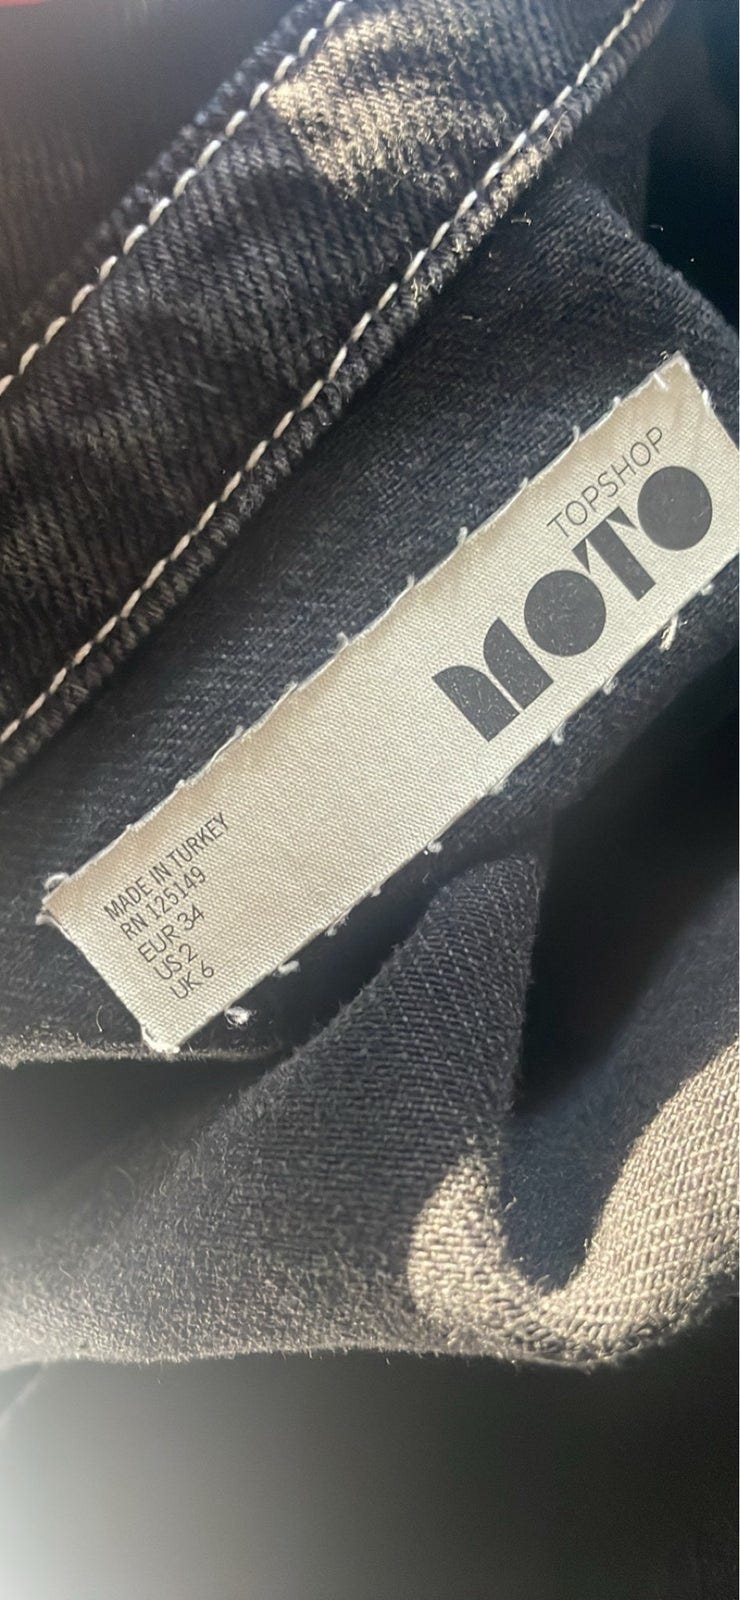 TOPSHOP
MOTO
MADE IN TURKEY
RN 125149
EUR 34
US 2
UK 6